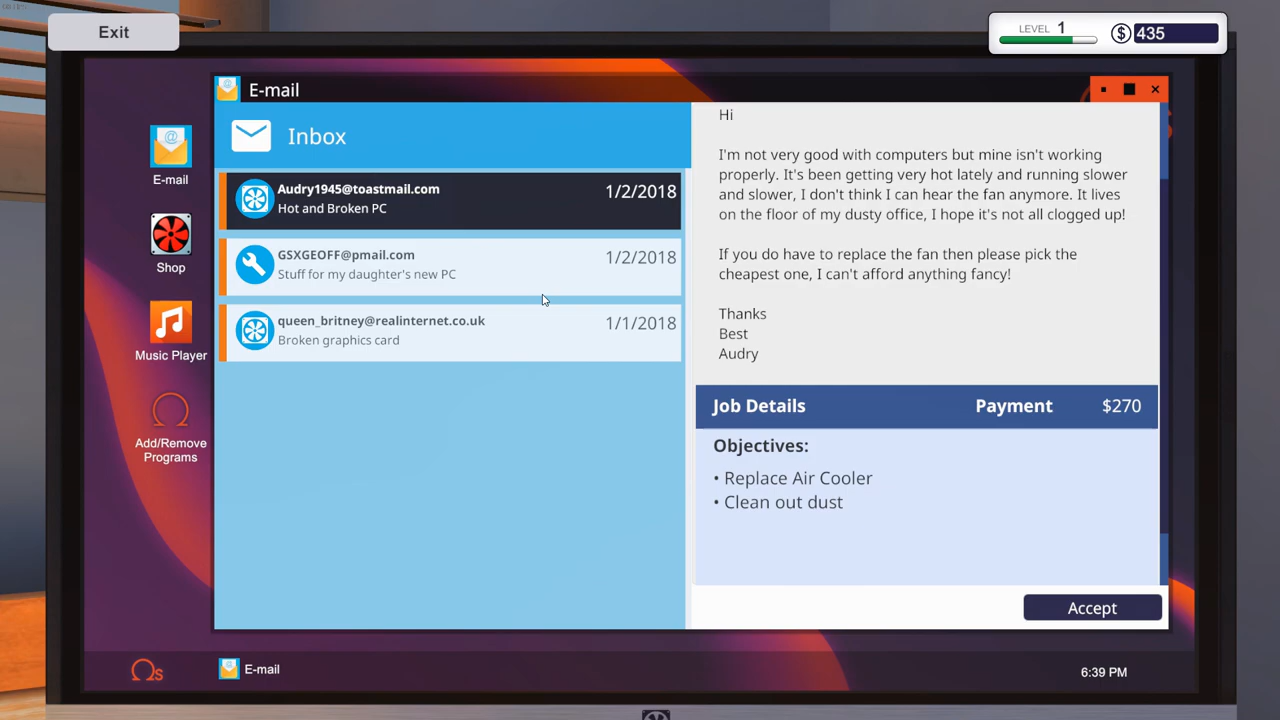 Exit
LEVEL 1
$ 435
E-mail
Inbox
E-mail
Shop
Music Player
Add/Remove
Programs
Audry1945@toastmail.com
1/2/2018
Hot and Broken PC
GSXGEOFF@pmail.com
1/2/2018
Stuff for my daughter's new PC
queen_britney@realinternet.co.uk
1/1/2018
Broken graphics card
Hi
I'm not very good with computers but mine isn't working
properly. It's been getting very hot lately and running slower
and slower, I don't think I can hear the fan anymore. It lives
on the floor of my dusty office, I hope it's not all clogged up!
If you do have to replace the fan then please pick the
cheapest one, I can't afford anything fancy!
Thanks
Best
Audry
Job Details Payment $270
Objectives:
• Replace Air Cooler
• Clean out dust
Accept
Ωs
E-mail
6:39 PM